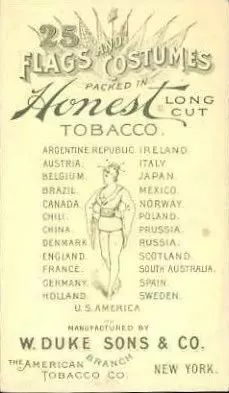 25
FLAGS AND COSTUMES
PACKED IN
Honest LONG CUT
TOBACCO.
ARGENTINE REPUBLIC. IRELAND.
AUSTRIA. ITALY
BELGIUM. JAPAN.
BRAZIL. MEXICO.
CANADA. NORWAY.
CHILI. POLAND.
CHINA. PRUSSIA.
DENMARK RUSSIA.
ENGLAND. SCOTLAND.
FRANCE. SOUTH AUSTRALIA.
GERMANY. SPAIN.
HOLLAND. SWEDEN.
U.S. AMERICA
MANUFACTURED BY
W. DUKE SONS & CO.
THE AMERICAN TOBACCO CO. BRANCH NEW YORK.